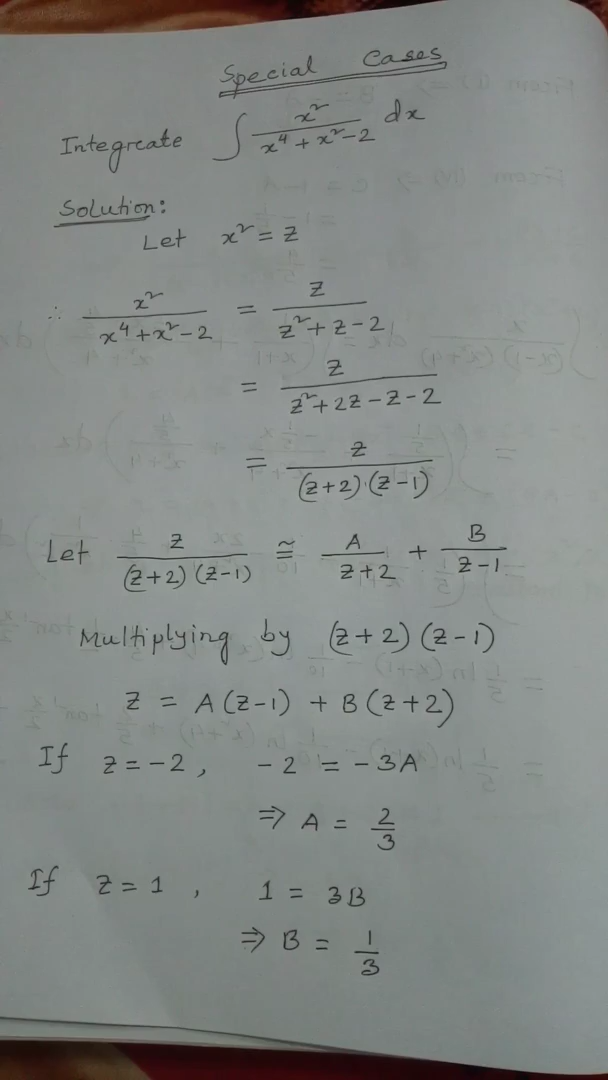 Special Cases
Integrate ∫ x²/(x⁴+x²-2) dx
Solution:
Let x² = z
∴ x²/(x⁴+x²-2) = z/(z²+z-2)
= z/(z²+2z-z-2)
= z/((z+2)·(z-1))
Let z/((z+2)(z-1)) ≅ A/(z+2) + B/(z-1)
Multiplying by (z+2)(z-1)
z = A(z-1) + B(z+2)
If z=-2, -2 = -3A
⇒ A = 2/3
If z=1, 1 = 3B
⇒ B = 1/3